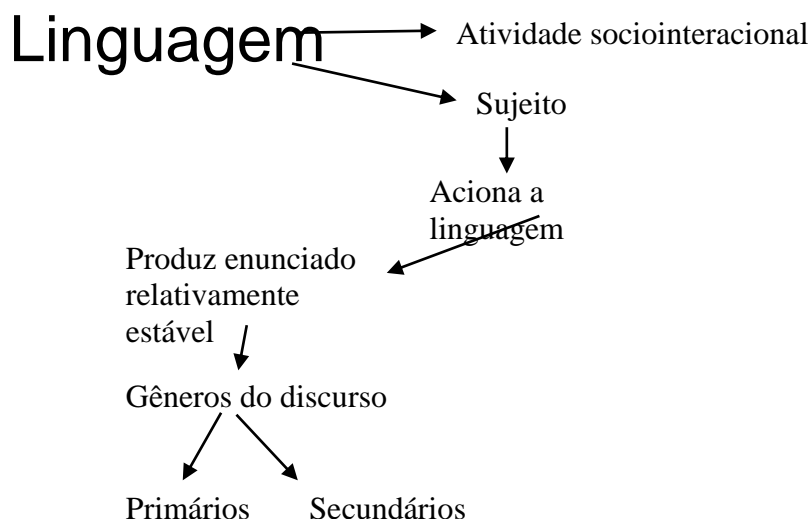 Linguagem
Atividade sociointeracional
Sujeito
Aciona a
linguagem
Produz enunciado
relativamente
estável
Gêneros do discurso
Primários
Secundários